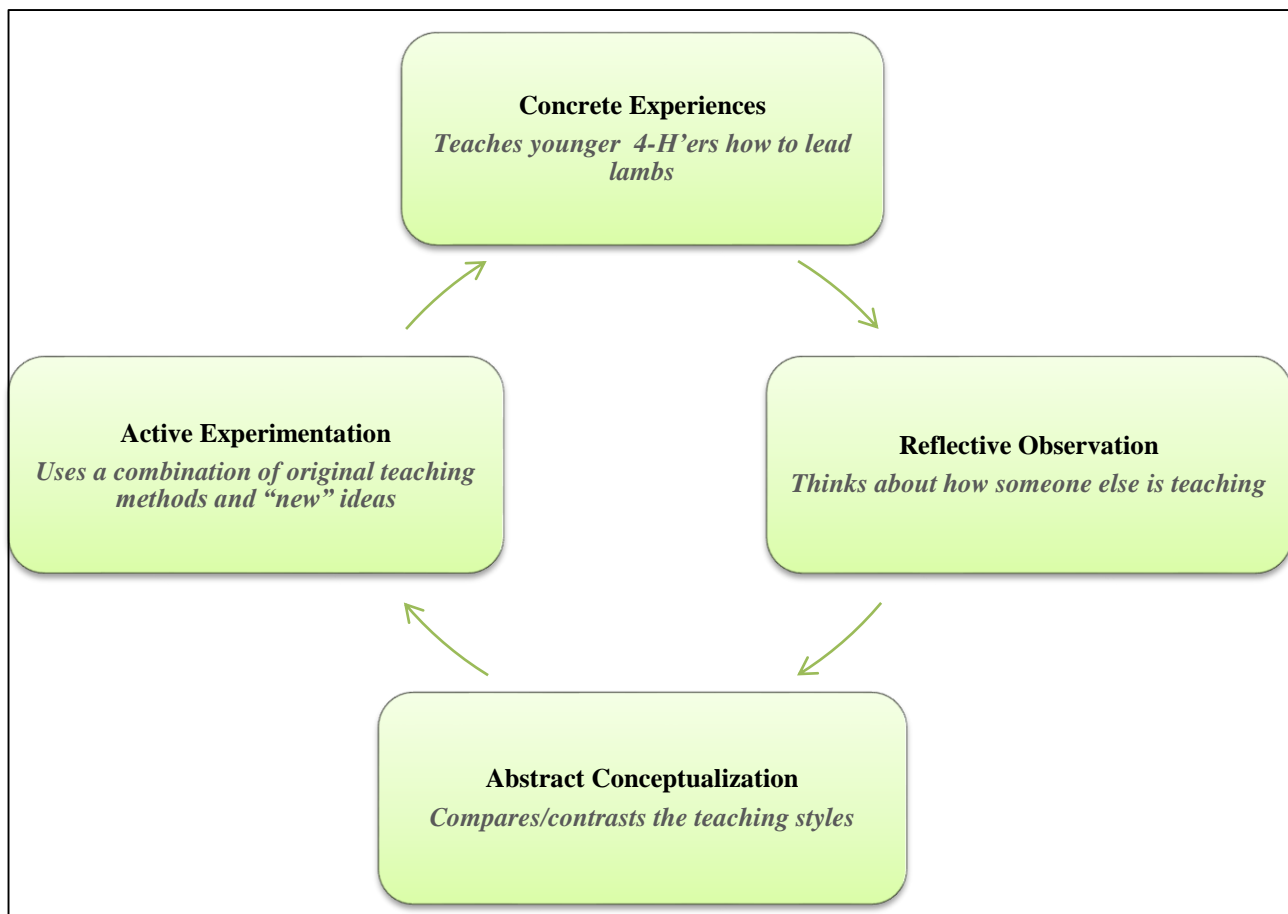 Concrete Experiences
Teaches younger 4-H’ers how to lead
lambs
Active Experimentation
Uses a combination of original teaching
methods and “new” ideas
Reflective Observation
Thinks about how someone else is teaching
Abstract Conceptualization
Compares/contrasts the teaching styles